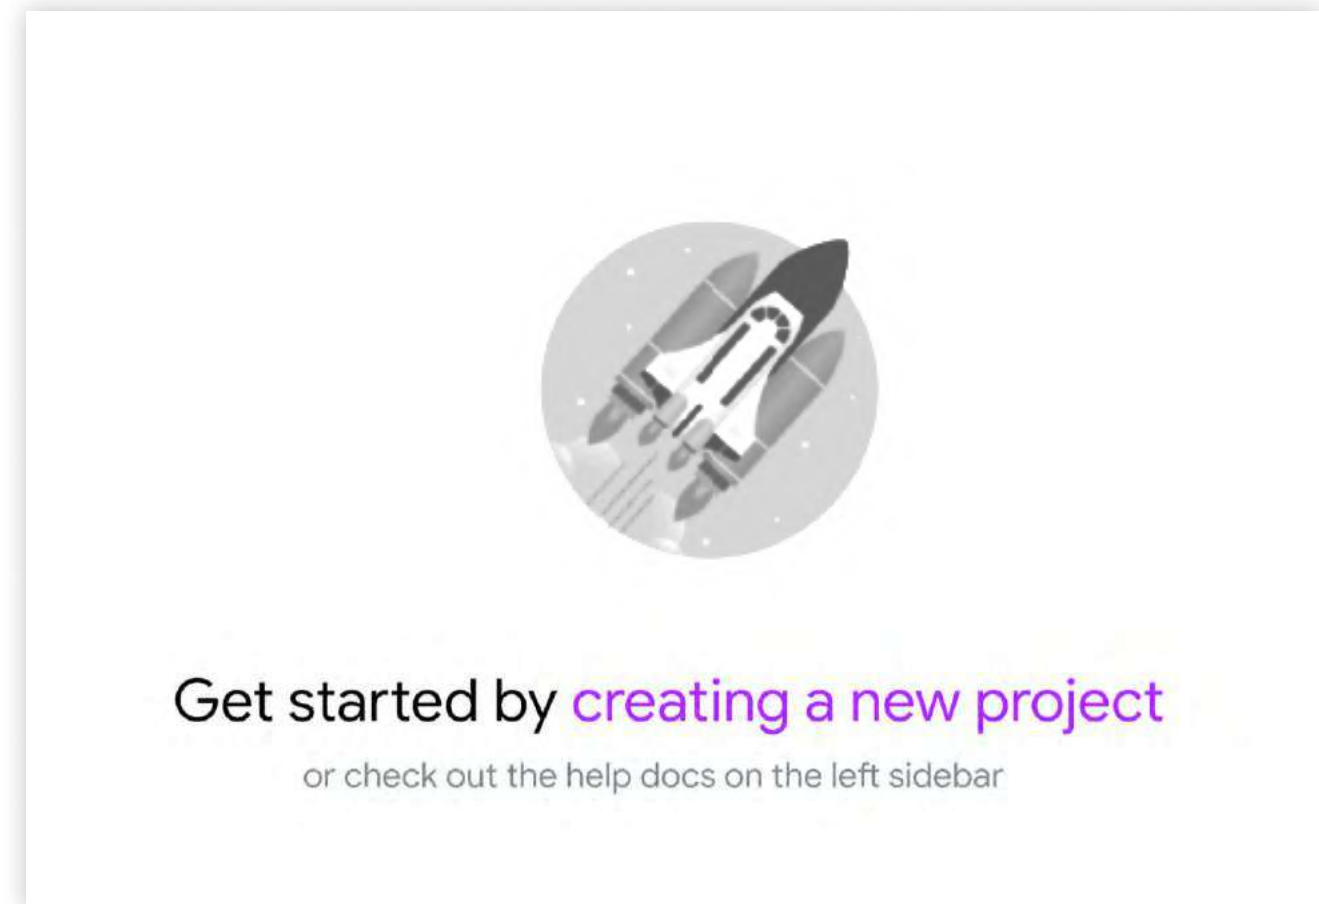 Get started by creating a new project
or check out the help docs on the left sidebar